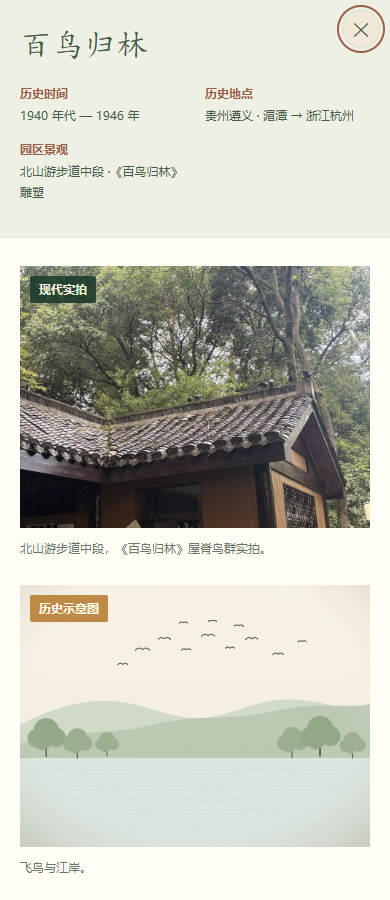 百鸟归林
历史时间
1940 年代 — 1946 年
历史地点
贵州遵义 · 湄潭 → 浙江杭州
园区景观
北山游步道中段 ·《百鸟归林》
雕塑
现代实拍
北山游步道中段，《百鸟归林》屋脊鸟群实拍。
历史示意图
飞鸟与江岸。